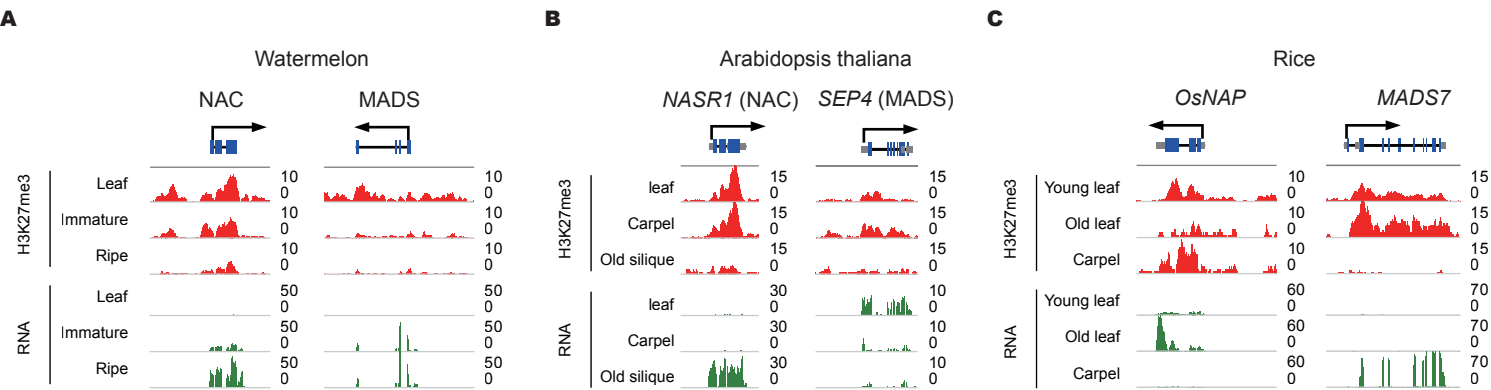 A
Watermelon
NAC MADS
H3K27me3
Leaf 10 0 10 0
Immature 10 0 10 0
Ripe 10 0 10 0
RNA
Leaf 50 0 50 0
Immature 50 0 50 0
Ripe 50 0 50 0
B
Arabidopsis thaliana
NASR1 (NAC) SEP4 (MADS)
H3K27me3
leaf 15 0 15 0
Carpel 15 0 15 0
Old silique 15 0 15 0
RNA
leaf 30 0 10 0
Carpel 30 0 10 0
Old silique 30 0 10 0
C
Rice
OsNAP MADS7
H3K27me3
Young leaf 10 0 15 0
Old leaf 10 0 15 0
Carpel 10 0 15 0
RNA
Young leaf 60 0 70 0
Old leaf 60 0 70 0
Carpel 60 0 70 0